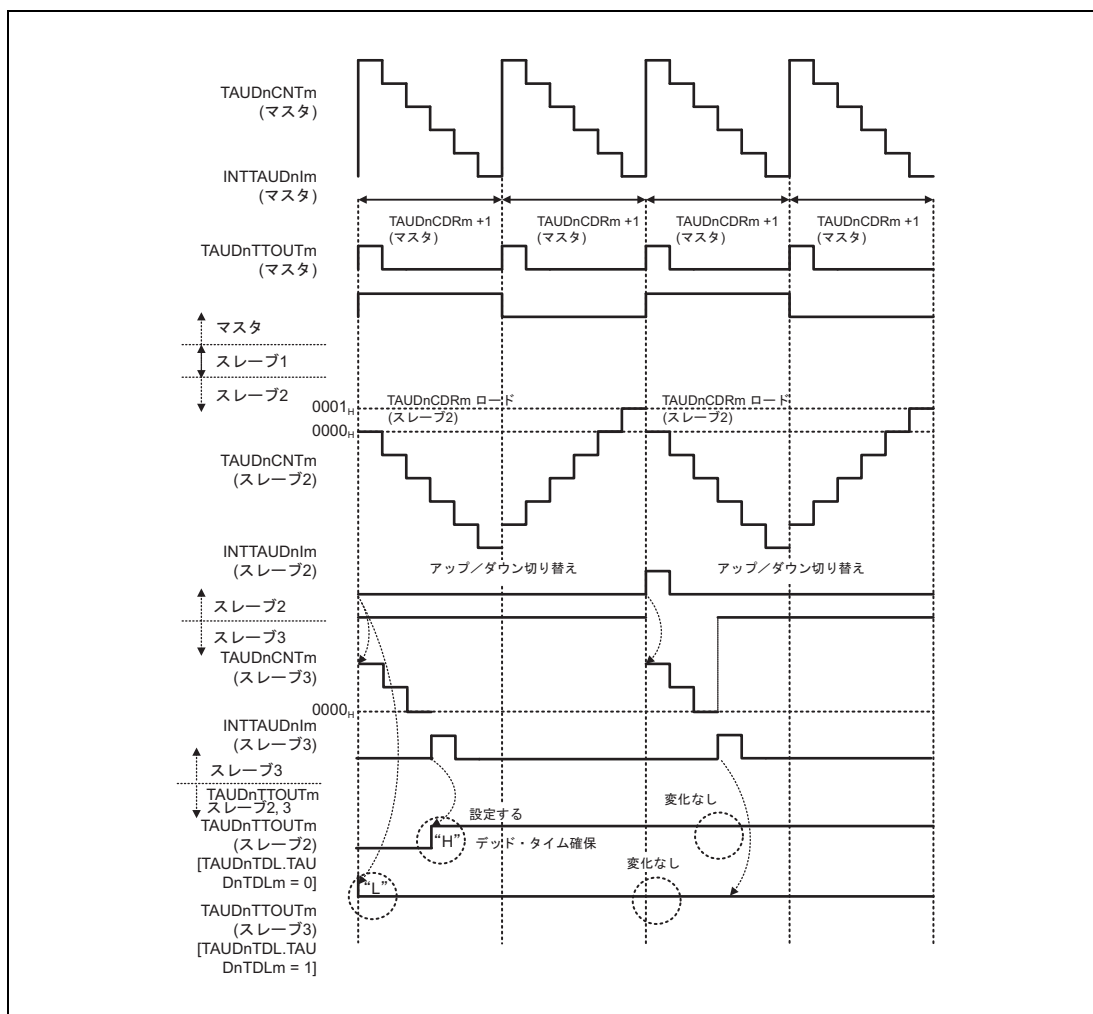 TAUDnCNTm
(マスタ)
INTTAUDnIm
(マスタ)
TAUDnCDRm +1
(マスタ)
TAUDnCDRm +1
(マスタ)
TAUDnCDRm +1
(マスタ)
TAUDnCDRm +1
(マスタ)
TAUDnTTOUTm
(マスタ)
マスタ
スレーブ1
スレーブ2
TAUDnCDRm ロード
(スレーブ2)
TAUDnCDRm ロード
(スレーブ2)
0001H
0000H
TAUDnCNTm
(スレーブ2)
INTTAUDnIm
(スレーブ2)
アップ／ダウン切り替え
アップ／ダウン切り替え
スレーブ2
スレーブ3
TAUDnCNTm
(スレーブ3)
0000H
INTTAUDnIm
(スレーブ3)
スレーブ3
TAUDnTTOUTm
スレーブ2, 3
TAUDnTTOUTm
(スレーブ2)
[TAUDnTDL.TAU
DnTDLm = 0]
設定する
変化なし
"H"
デッド・タイム確保
変化なし
"L"
TAUDnTTOUTm
(スレーブ3)
[TAUDnTDL.TAU
DnTDLm = 1]